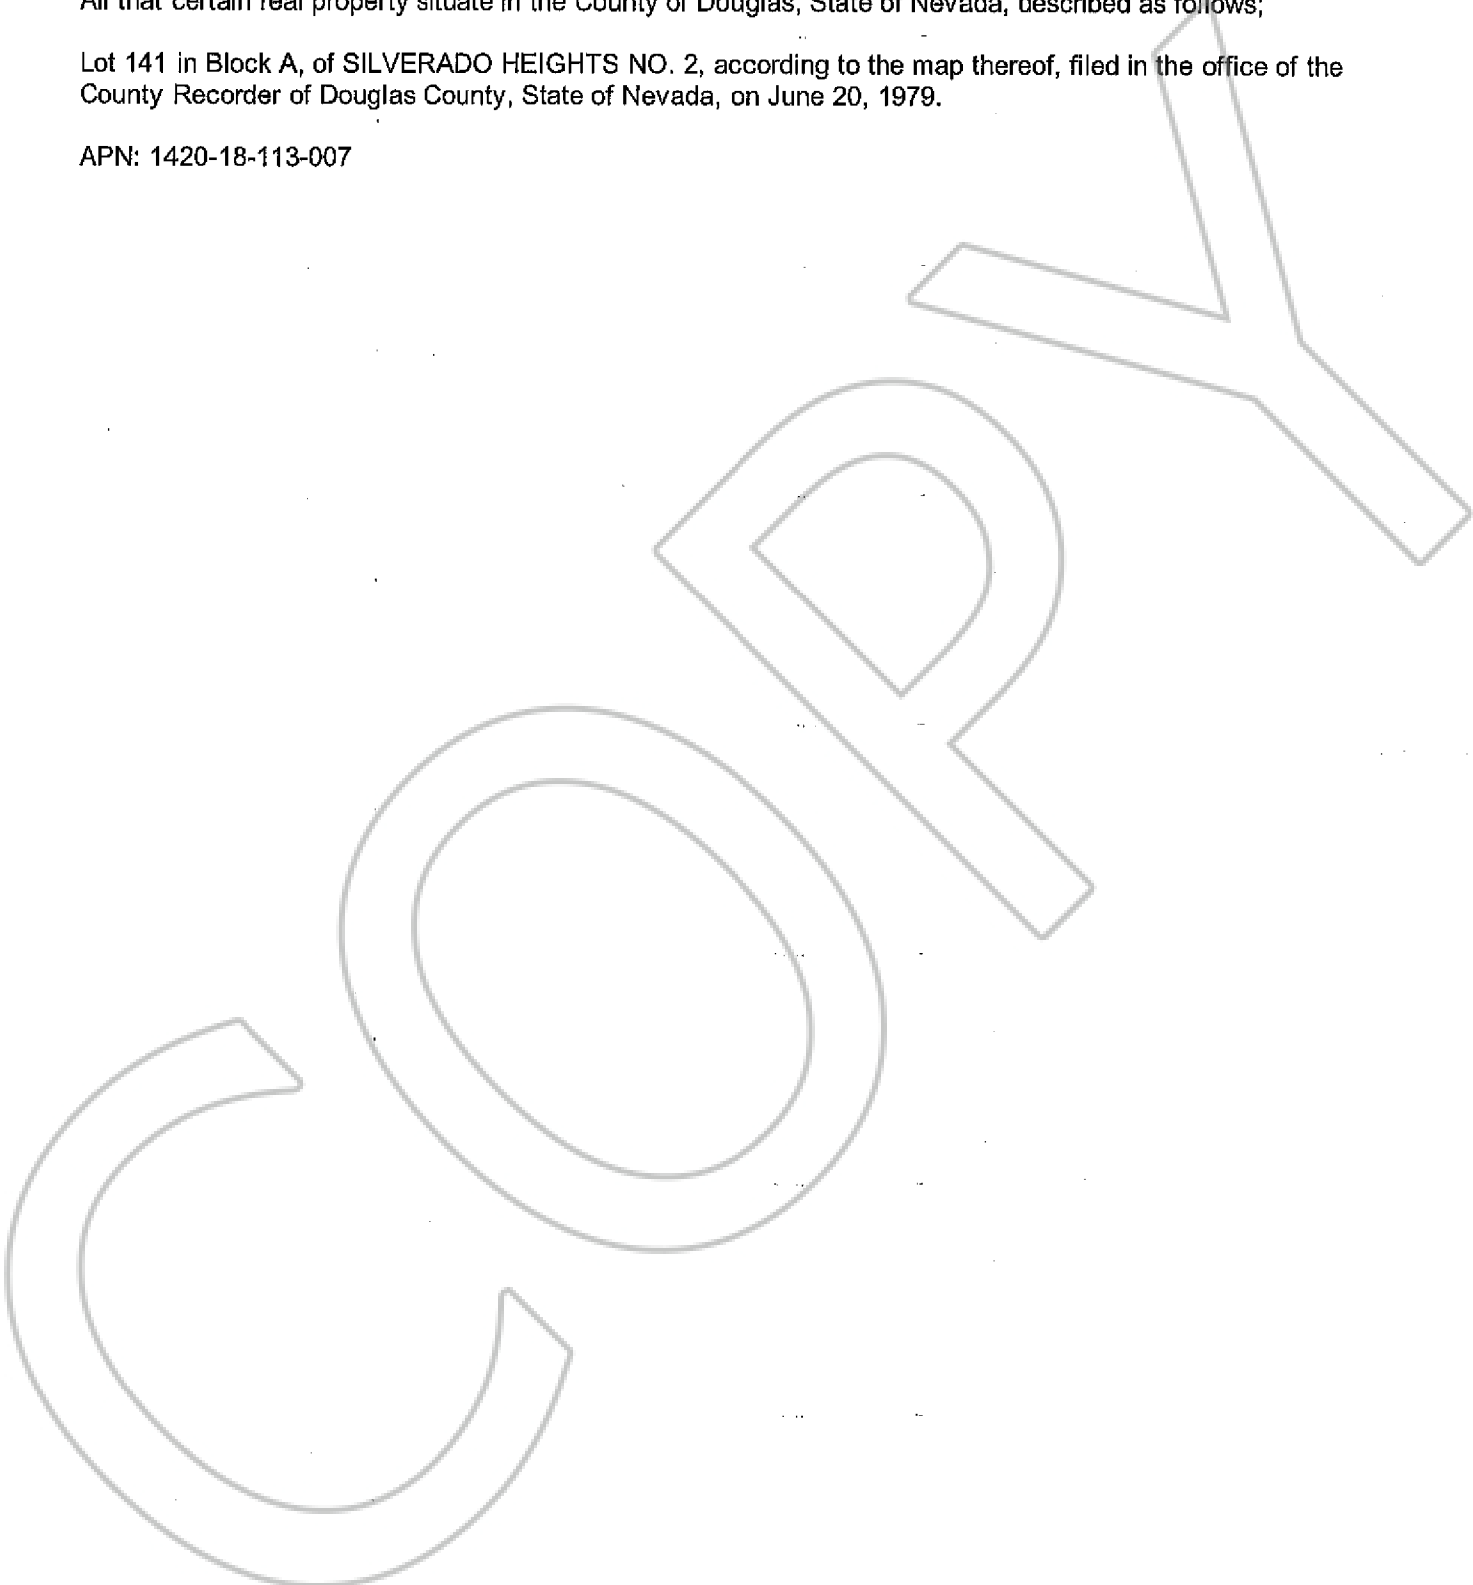 All that certain real property situate in the County of Douglas, State of Nevada, described as follows;
Lot 141 in Block A, of SILVERADO HEIGHTS NO. 2, according to the map thereof, filed in the office of the
County Recorder of Douglas County, State of Nevada, on June 20, 1979.
APN: 1420-18-113-007
COPY